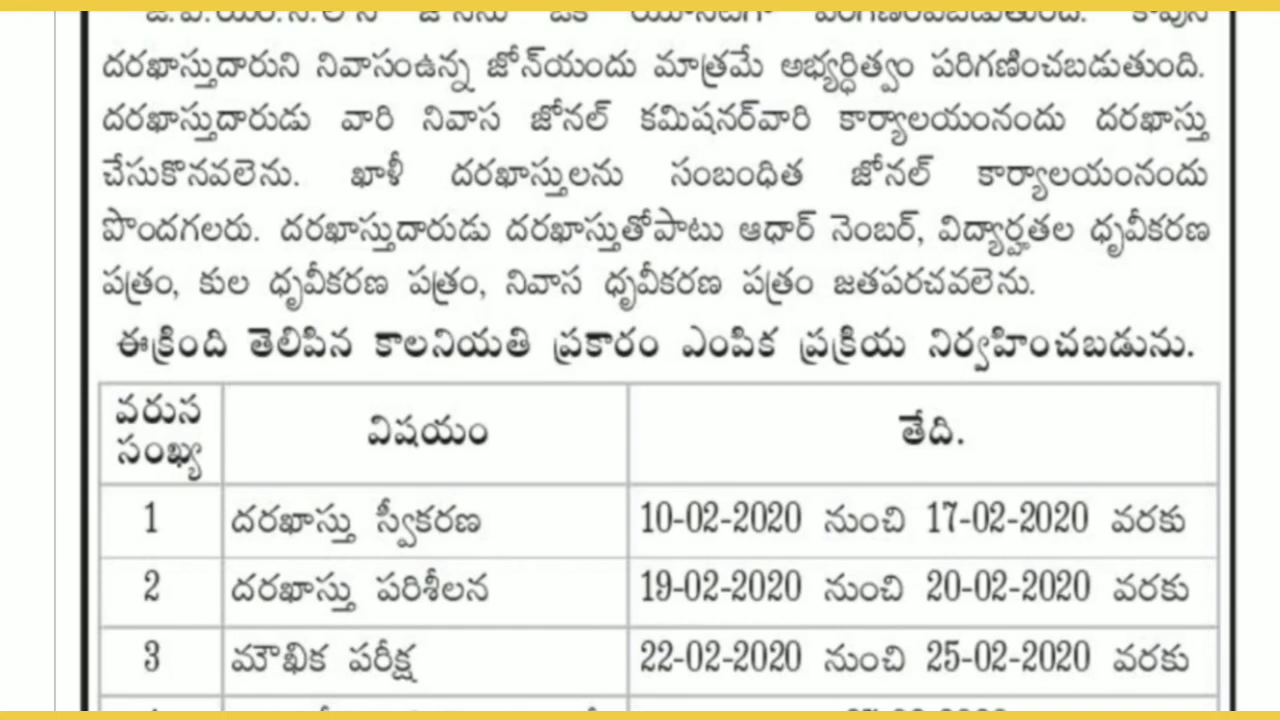 దరఖాస్తుదారుని నివాసంఉన్న జోన్‌యందు మాత్రమే అభ్యర్ధిత్వం పరిగణించబడుతుంది.
దరఖాస్తుదారుడు వారి నివాస జోనల్ కమిషనర్‌వారి కార్యాలయంనందు దరఖాస్తు
చేసుకొనవలెను. ఖాళీ దరఖాస్తులను సంబంధిత జోనల్ కార్యాలయంనందు
పొందగలరు. దరఖాస్తుదారుడు దరఖాస్తుతోపాటు ఆధార్ నెంబర్, విద్యార్హతల ధృవీకరణ
పత్రం, కుల ధృవీకరణ పత్రం, నివాస ధృవీకరణ పత్రం జతపరచవలెను.
ఈక్రింది తెలిపిన కాలనియతి ప్రకారం ఎంపిక ప్రక్రియ నిర్వహించబడును.
వరుస సంఖ్య విషయం తేది.
1 దరఖాస్తు స్వీకరణ 10-02-2020 నుంచి 17-02-2020 వరకు
2 దరఖాస్తు పరిశీలన 19-02-2020 నుంచి 20-02-2020 వరకు
3 మౌఖిక పరీక్ష 22-02-2020 నుంచి 25-02-2020 వరకు